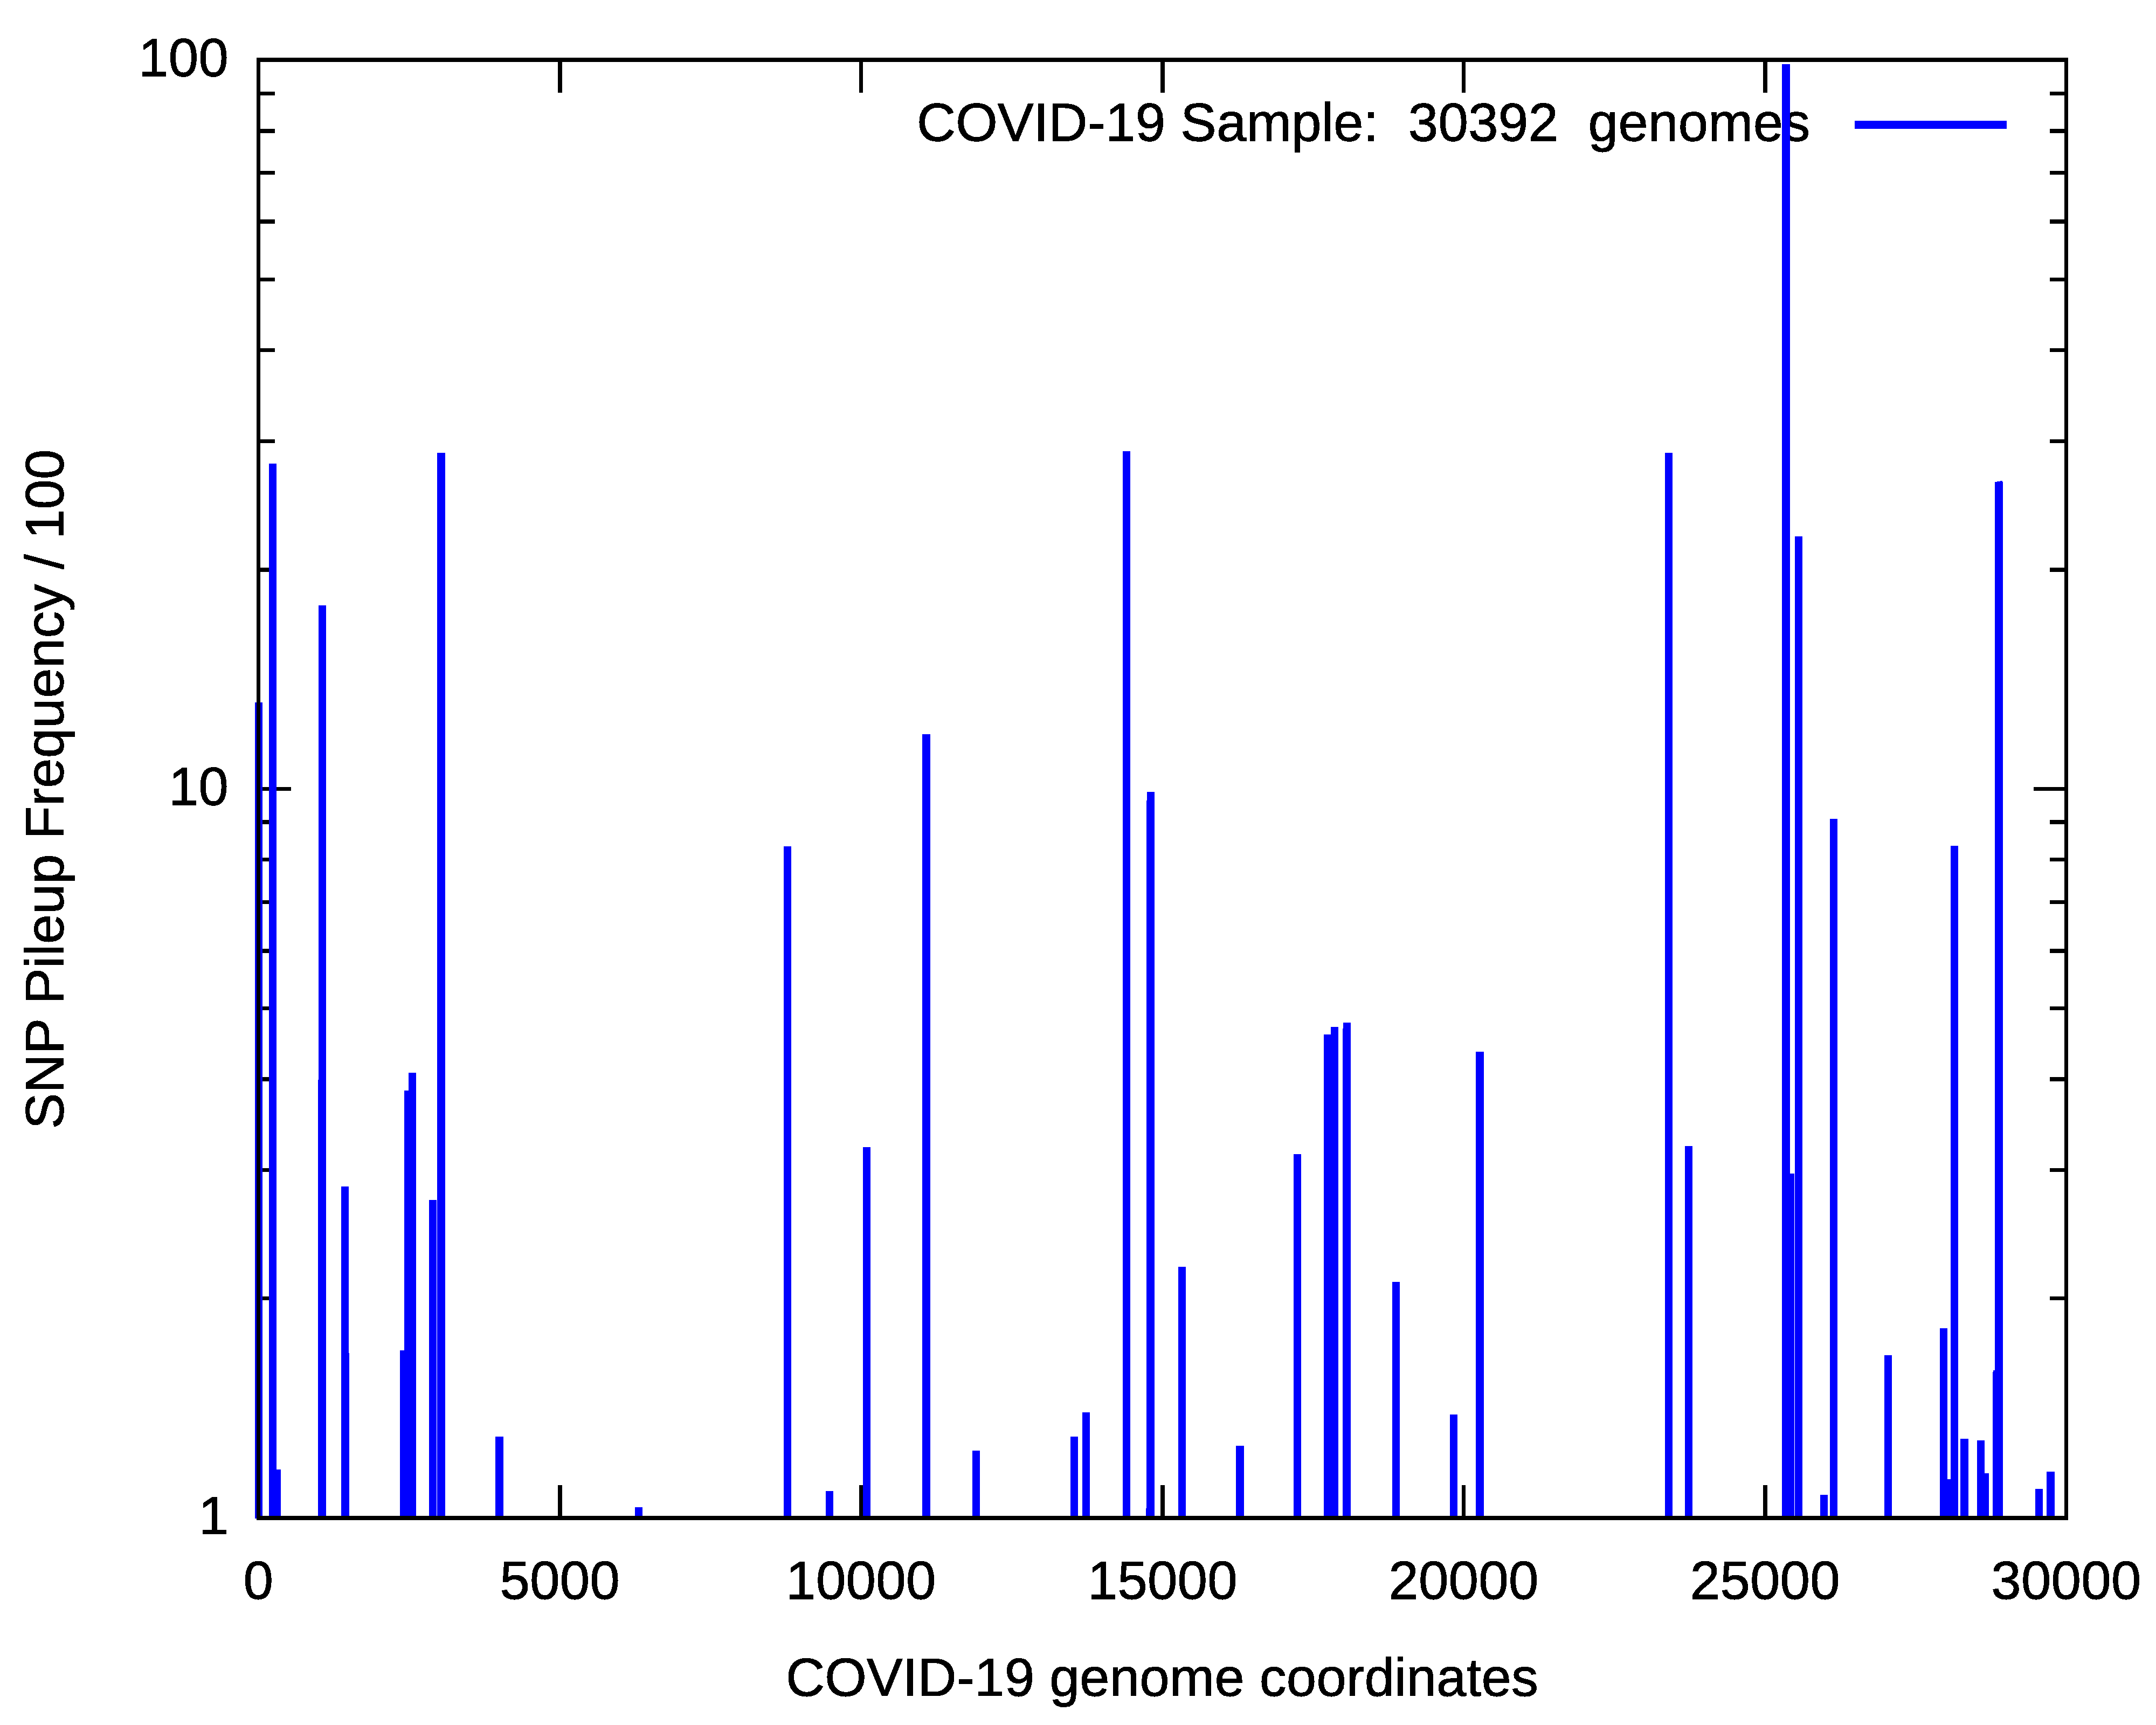 100
COVID-19 Sample: 30392 genomes
SNP Pileup Frequency / 100
10
1
0 5000 10000 15000 20000 25000 30000
COVID-19 genome coordinates